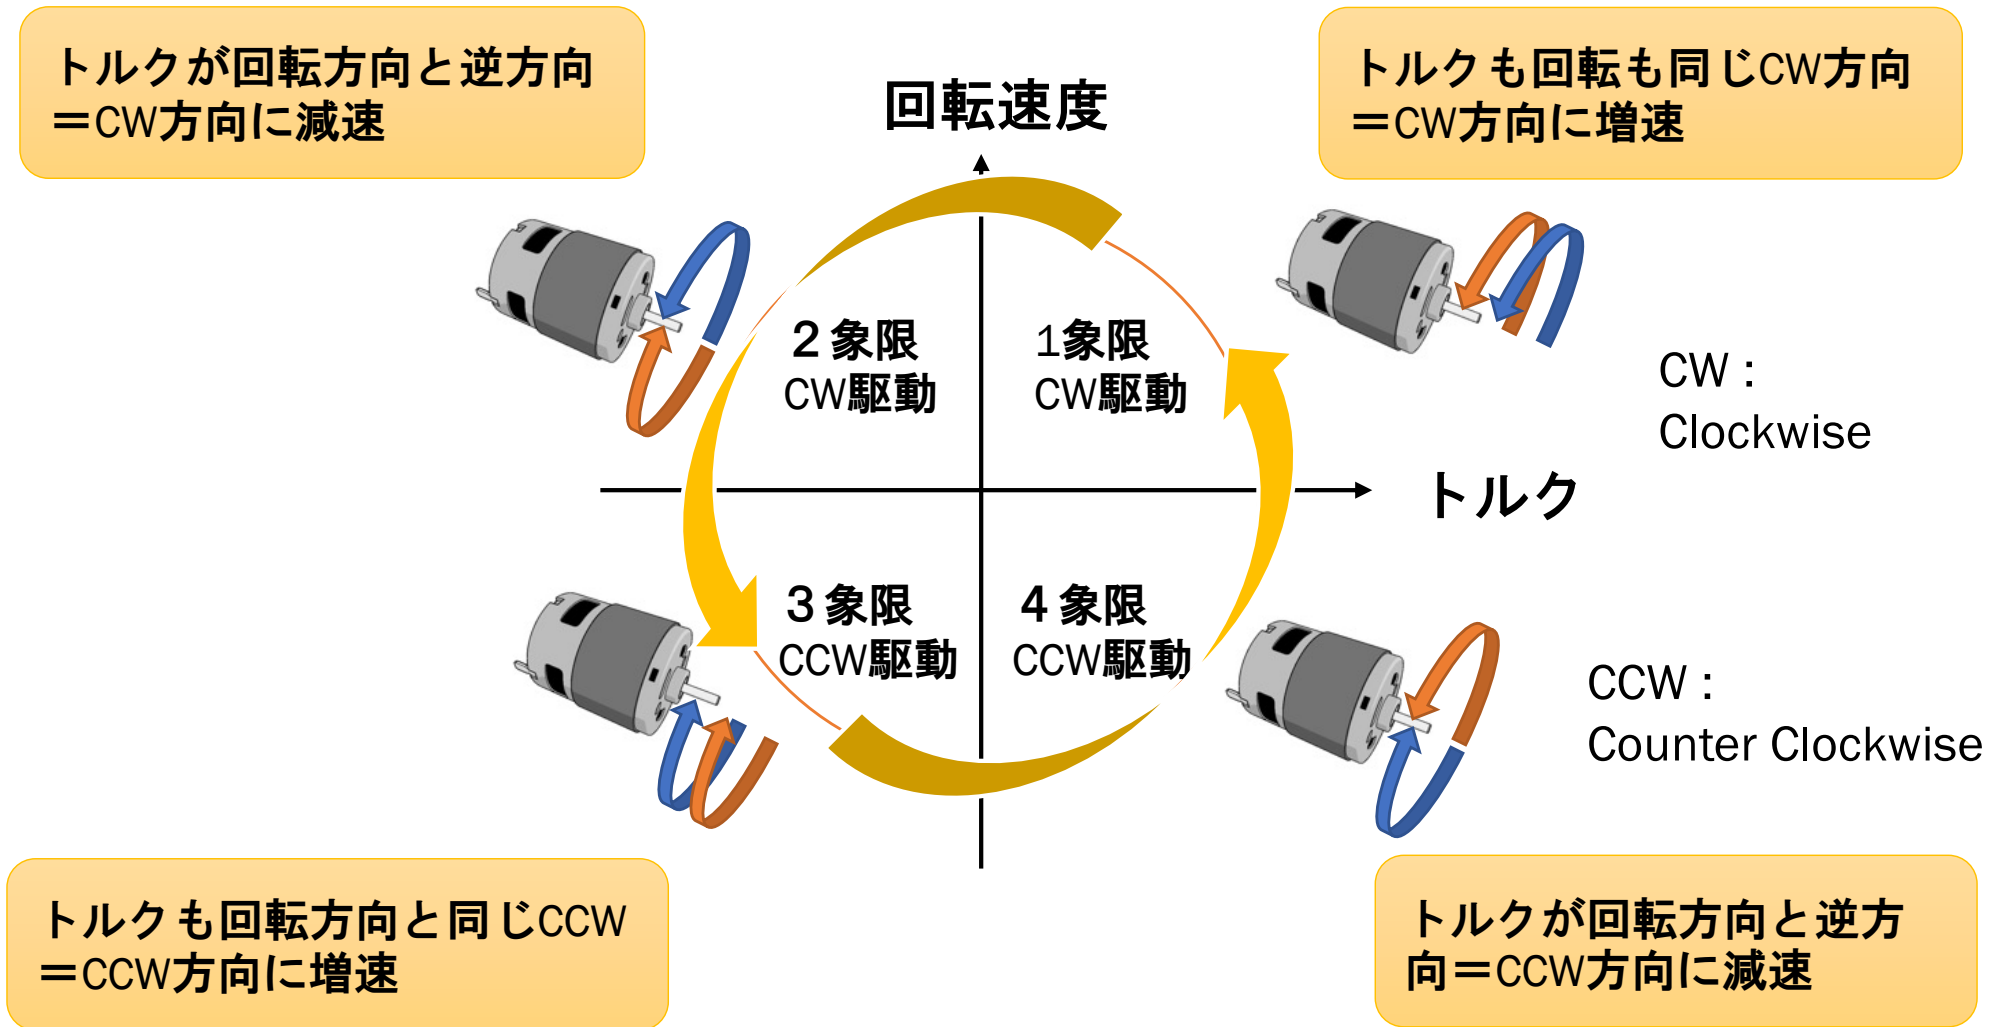 トルクが回転方向と逆方向
＝CW方向に減速
回転速度
トルクも回転も同じCW方向
＝CW方向に増速
２象限
CW駆動
1象限
CW駆動
CW：
Clockwise
トルク
３象限
CCW駆動
４象限
CCW駆動
CCW：
Counter Clockwise
トルクも回転方向と同じCCW
＝CCW方向に増速
トルクが回転方向と逆方
向＝CCW方向に減速